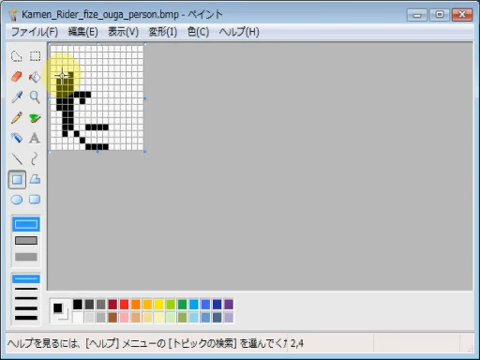 Kamen_Rider_fize_ouga_person.bmp - ペイント
ファイル(F) 編集(E) 表示(V) 変形(I) 色(C) ヘルプ(H)
A
ヘルプを見るには、[ヘルプ] メニューの [トピックの検索] を選んでくだ 2,4